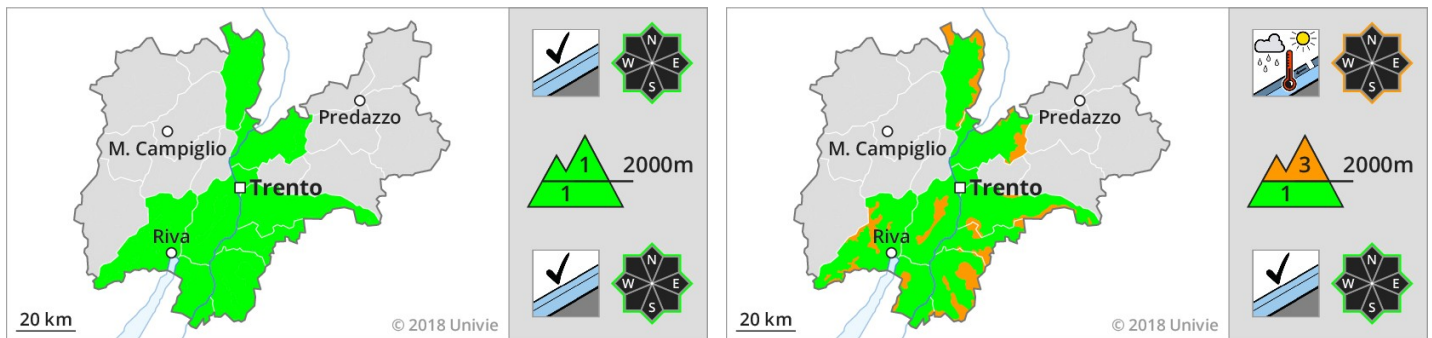 N
W E
S
Predazzo
M. Campiglio
1 2000m
1
Trento
Riva
N
W E
S
20 km
© 2018 Univie
N
W E
S
Predazzo
M. Campiglio
3 2000m
1
Trento
Riva
N
W E
S
20 km
© 2018 Univie